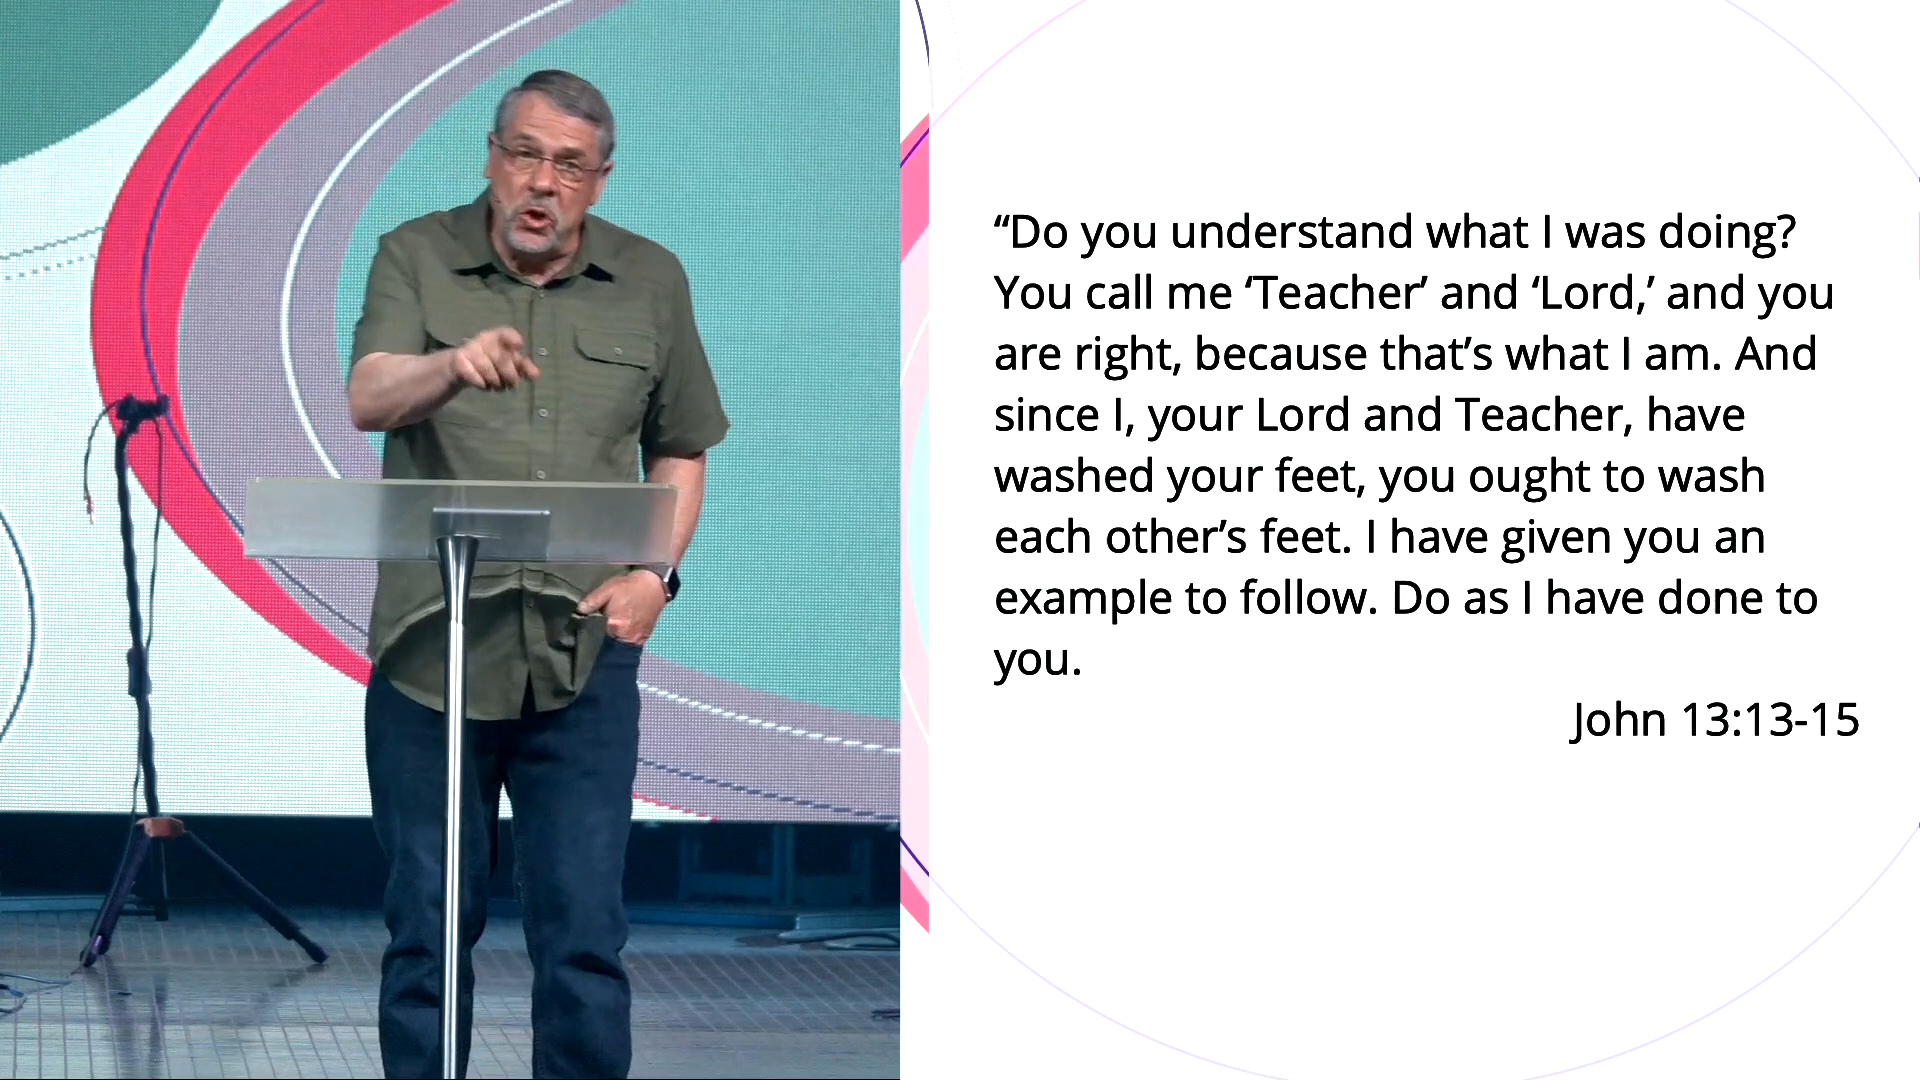 “Do you understand what I was doing?
You call me ‘Teacher’ and ‘Lord,’ and you
are right, because that’s what I am. And
since I, your Lord and Teacher, have
washed your feet, you ought to wash
each other’s feet. I have given you an
example to follow. Do as I have done to
you.
John 13:13-15